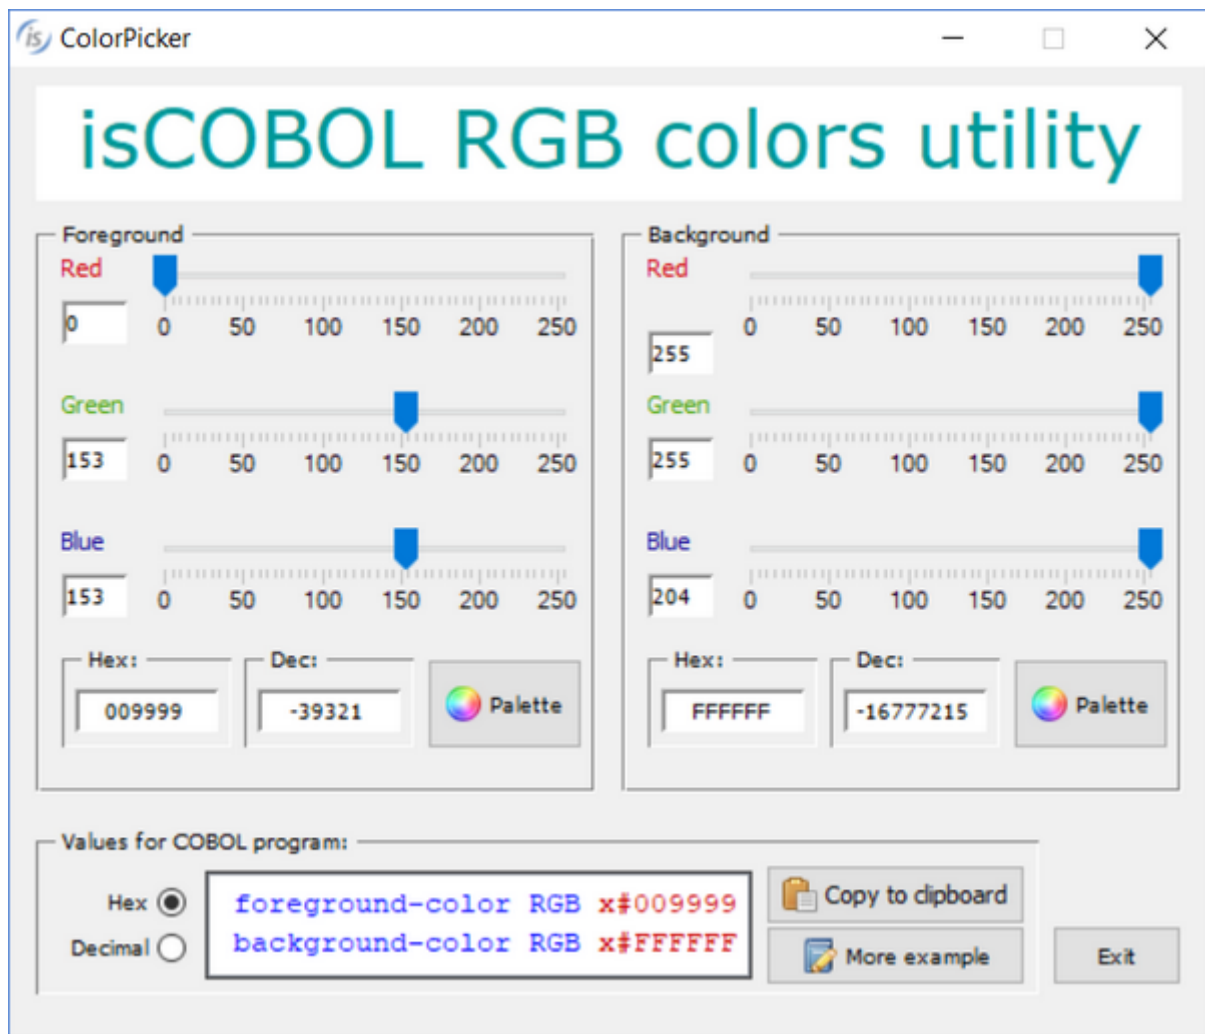 is ColorPicker
isCOBOL RGB colors utility
Foreground
Red
0
0 50 100 150 200 250
Green
153
0 50 100 150 200 250
Blue
153
0 50 100 150 200 250
Hex:
009999
Dec:
-39321
Palette
Background
Red
255
0 50 100 150 200 250
Green
255
0 50 100 150 200 250
Blue
204
0 50 100 150 200 250
Hex:
FFFFFF
Dec:
-16777215
Palette
Values for COBOL program:
Hex
Decimal
foreground-color RGB x#009999
background-color RGB x#FFFFFF
Copy to clipboard
More example
Exit